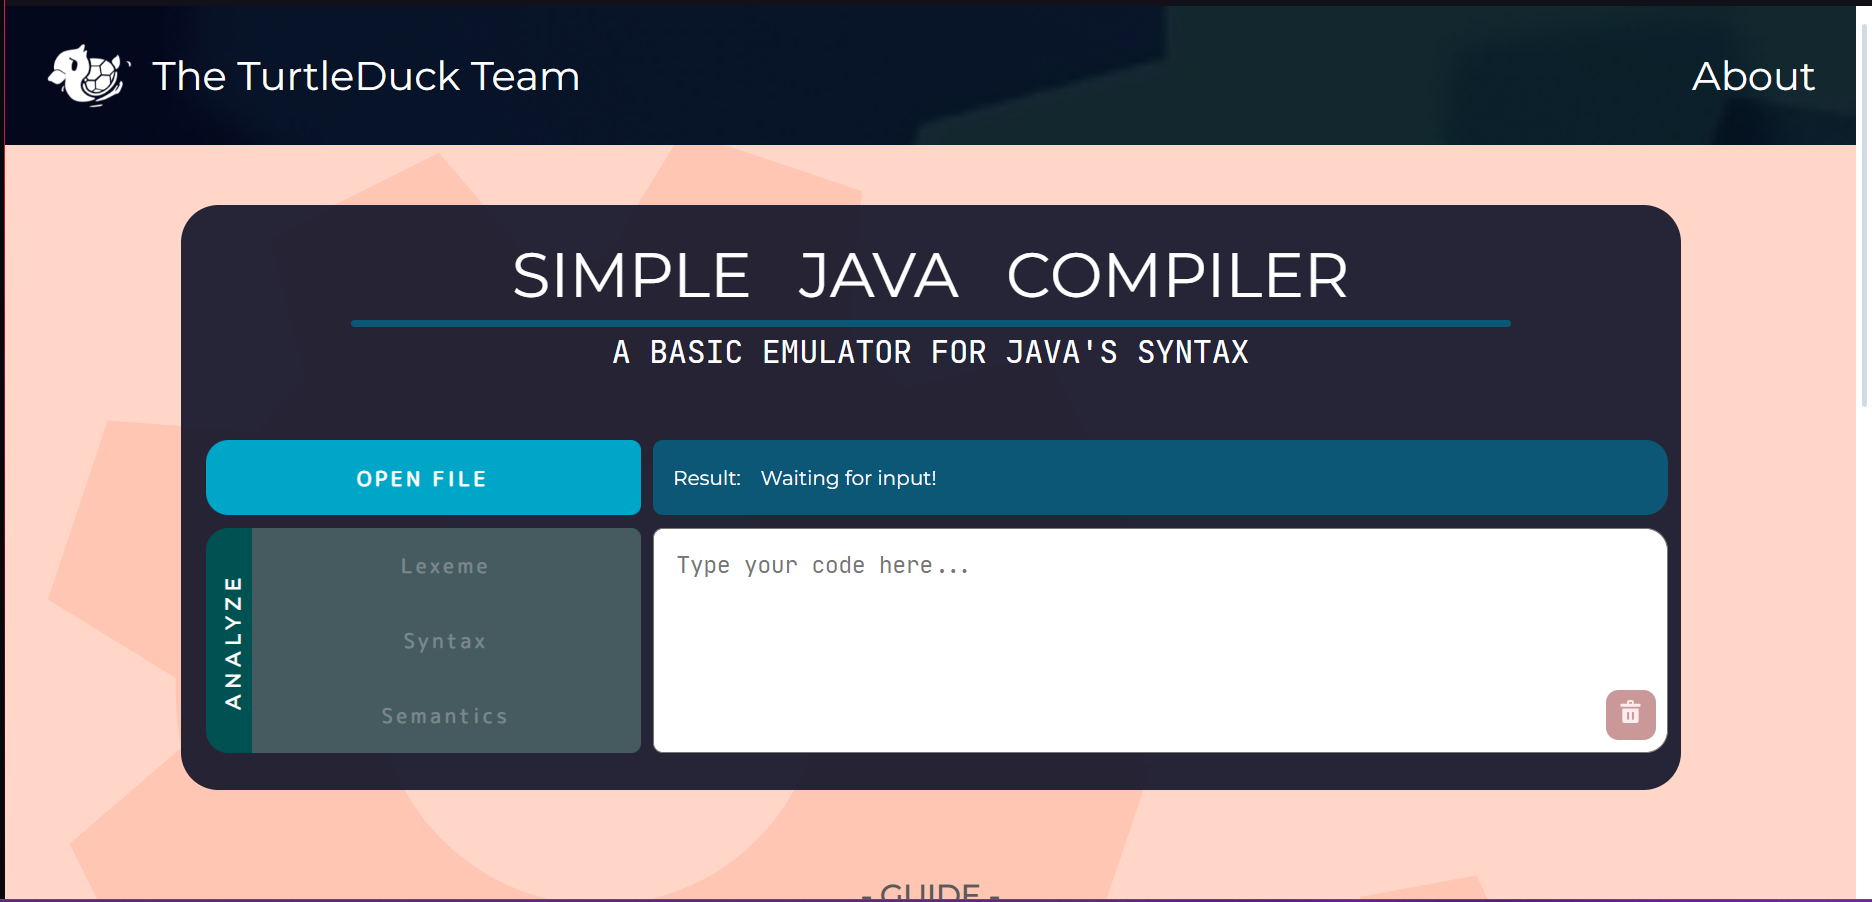 The TurtleDuck Team
About
SIMPLE JAVA COMPILER
A BASIC EMULATOR FOR JAVA'S SYNTAX
OPEN FILE
Result: Waiting for input!
ANALYZE
Lexeme
Syntax
Semantics
Type your code here...
- GUIDE -